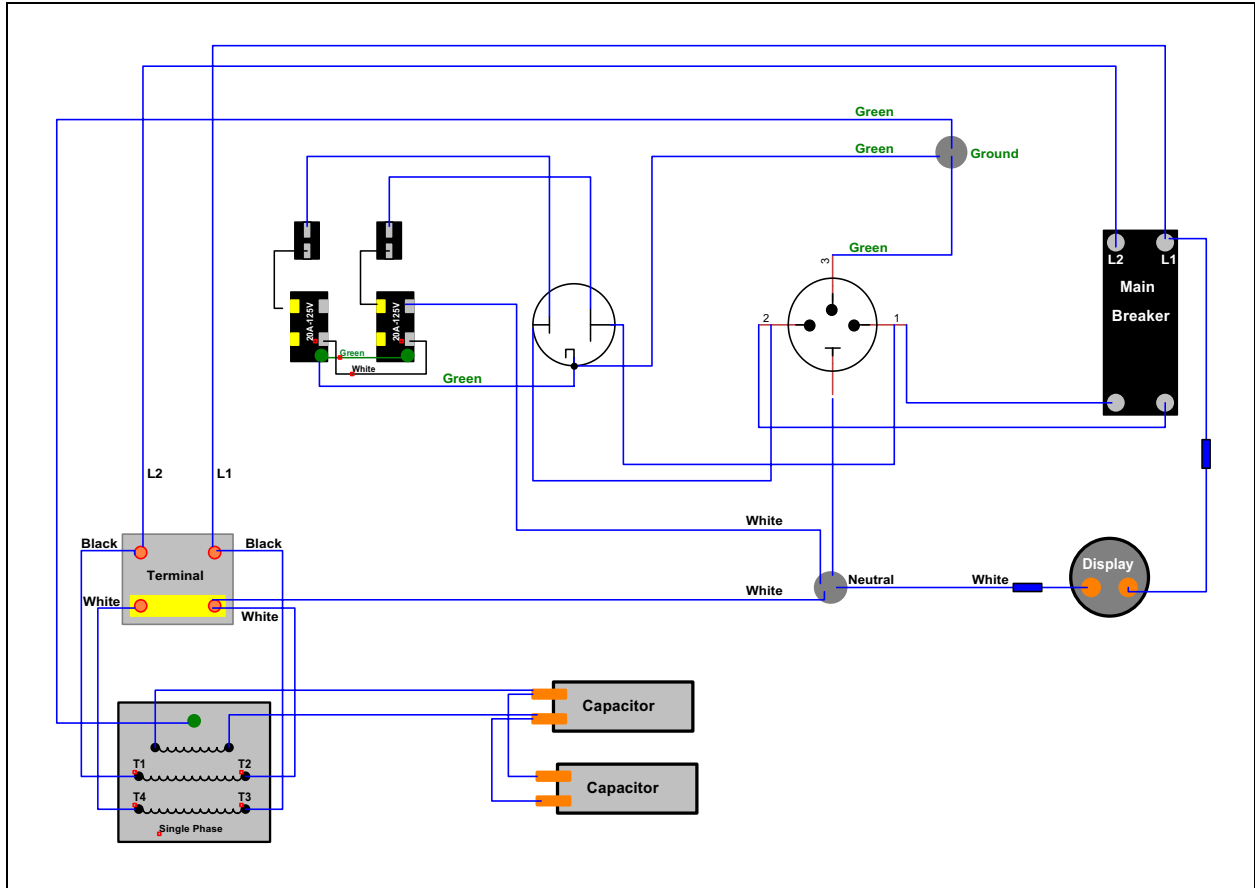 Green
Green
Ground
Green
3
L2
L1
Main
Breaker
2
1
20A-125V
20A-125V
Green
White
Green
L2
L1
White
Black
Black
Terminal
Display
Neutral
White
White
White
White
Capacitor
T1
T2
Capacitor
T4
T3
Single Phase